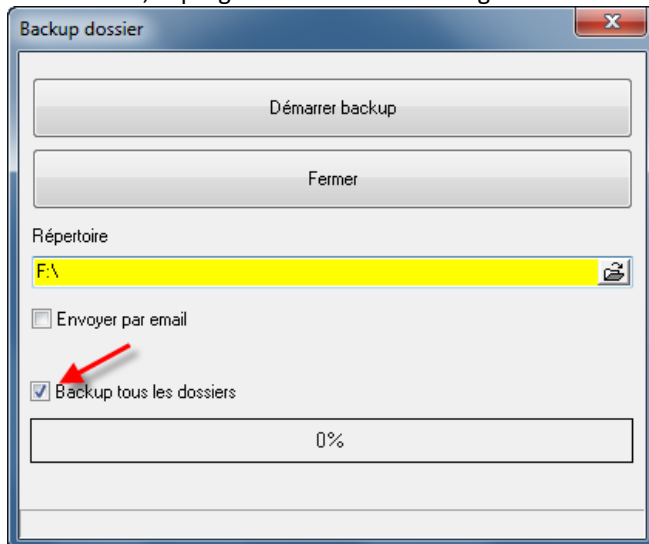 Backup dossier
Démarrer backup
Fermer
Répertoire
F:\
Envoyer par email
Backup tous les dossiers
0%